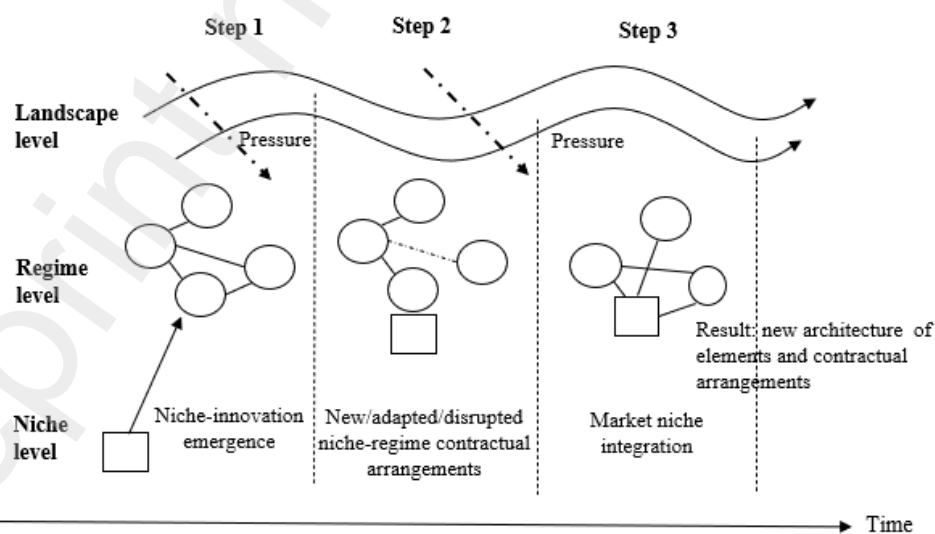 Step 1
Step 2
Step 3
Landscape
level
Pressure
Pressure
Regime
level
Result: new architecture of
elements and contractual
arrangements
Niche
level
Niche-innovation
emergence
New/adapted/disrupted
niche-regime contractual
arrangements
Market niche
integration
Time